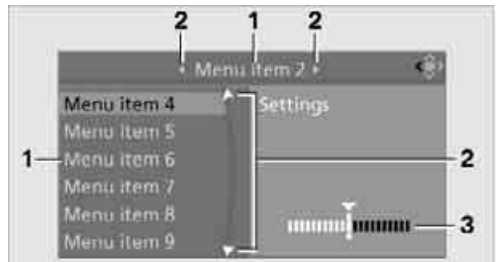 2 1 2
Menu item 2
Menu item 4
Settings
Menu item 5
1
Menu item 6
2
Menu item 7
Menu item 8
3
Menu item 9